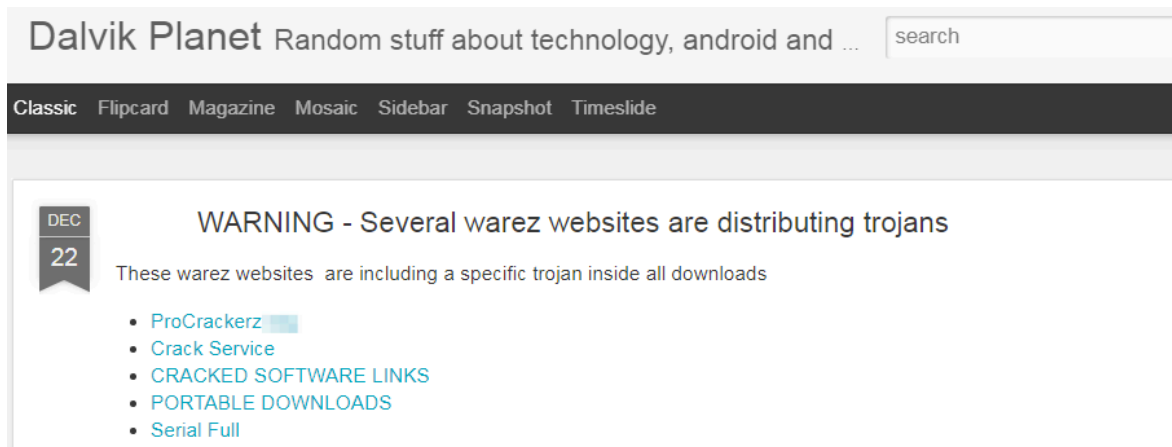 Dalvik Planet Random stuff about technology, android and ... search
Classic Flipcard Magazine Mosaic Sidebar Snapshot Timeslide
DEC
22
WARNING - Several warez websites are distributing trojans
These warez websites are including a specific trojan inside all downloads
• ProCrackerz
• Crack Service
• CRACKED SOFTWARE LINKS
• PORTABLE DOWNLOADS
• Serial Full